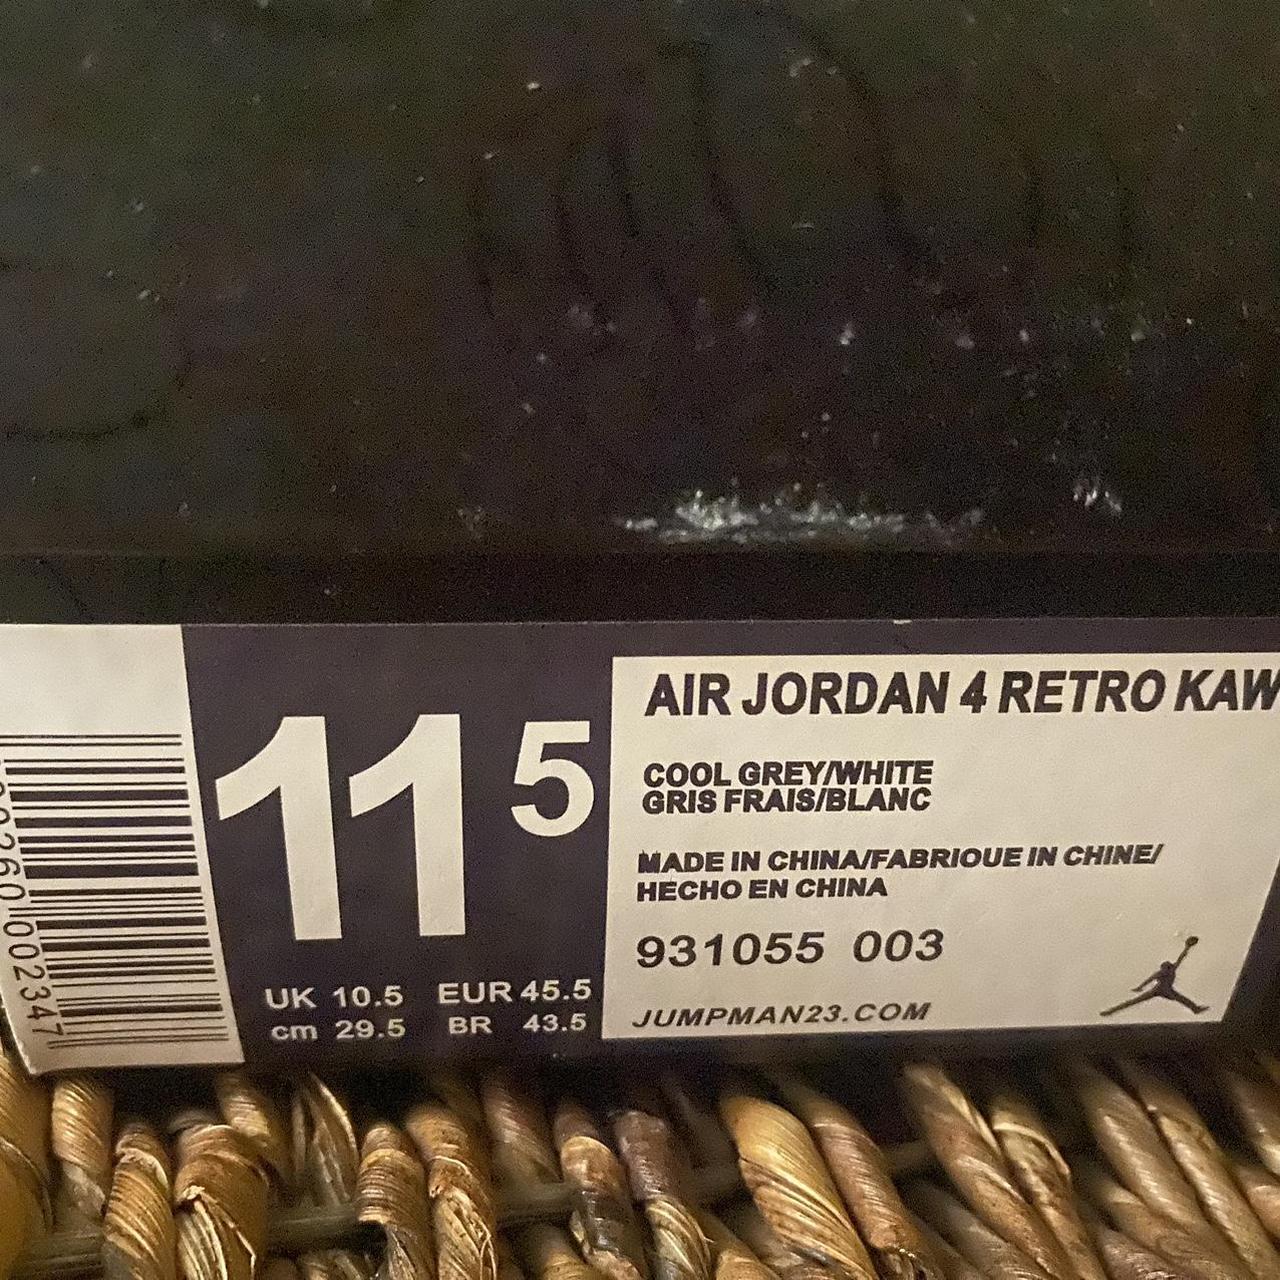 11 5
UK 10.5 EUR 45.5
cm 29.5 BR 43.5
AIR JORDAN 4 RETRO KAW
COOL GREY/WHITE
GRIS FRAIS/BLANC
MADE IN CHINA/FABRIOUE IN CHINE/
HECHO EN CHINA
931055 003
JUMPMAN23.COM